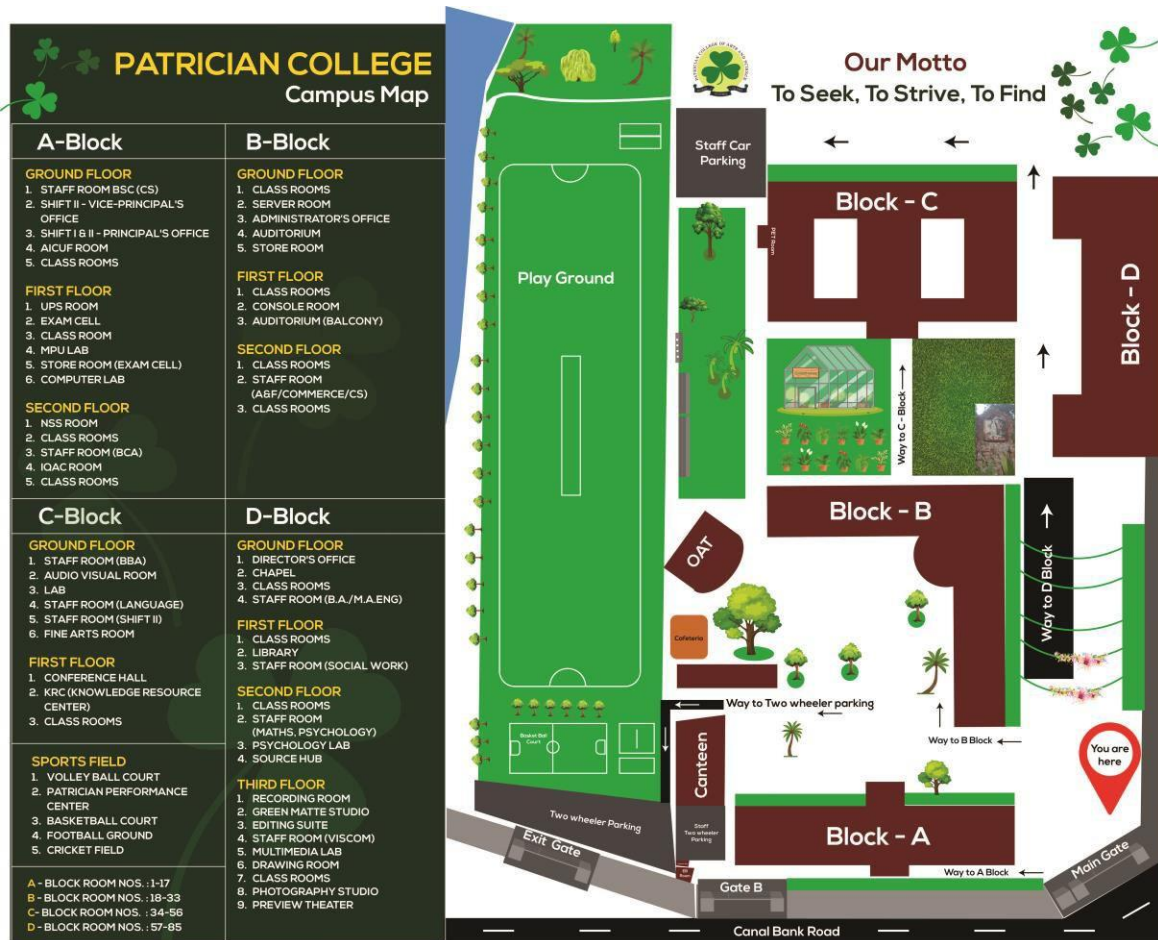 PATRICIAN COLLEGE
Campus Map
A-Block
GROUND FLOOR
1. STAFF ROOM BSC (CS)
2. SHIFT II - VICE-PRINCIPAL'S
OFFICE
3. SHIFT I & II - PRINCIPAL'S OFFICE
4. AICUF ROOM
5. CLASS ROOMS
FIRST FLOOR
1. UPS ROOM
2. EXAM CELL
3. CLASS ROOM
4. MPU LAB
5. STORE ROOM (EXAM CELL)
6. COMPUTER LAB
SECOND FLOOR
1. NSS ROOM
2. CLASS ROOMS
3. STAFF ROOM (BCA)
4. IQAC ROOM
5. CLASS ROOMS
B-Block
GROUND FLOOR
1. CLASS ROOMS
2. SERVER ROOM
3. ADMINISTRATOR'S OFFICE
4. AUDITORIUM
5. STORE ROOM
FIRST FLOOR
1. CLASS ROOMS
2. CONSOLE ROOM
3. AUDITORIUM (BALCONY)
SECOND FLOOR
1. CLASS ROOMS
2. STAFF ROOM
(A&F/COMMERCE/CS)
3. CLASS ROOMS
C-Block
GROUND FLOOR
1. STAFF ROOM (BBA)
2. AUDIO VISUAL ROOM
3. LAB
4. STAFF ROOM (LANGUAGE)
5. STAFF ROOM (SHIFT II)
6. FINE ARTS ROOM
FIRST FLOOR
1. CONFERENCE HALL
2. KRC (KNOWLEDGE RESOURCE
CENTER)
3. CLASS ROOMS
SPORTS FIELD
1. VOLLEY BALL COURT
2. PATRICIAN PERFORMANCE
CENTER
3. BASKETBALL COURT
4. FOOTBALL GROUND
5. CRICKET FIELD
A - BLOCK ROOM NOS. : 1-17
B - BLOCK ROOM NOS. : 18-33
C- BLOCK ROOM NOS. : 34-56
D - BLOCK ROOM NOS. : 57-85
D-Block
GROUND FLOOR
1. DIRECTOR'S OFFICE
2. CHAPEL
3. CLASS ROOMS
4. STAFF ROOM (B.A./M.A.ENG)
FIRST FLOOR
1. CLASS ROOMS
2. LIBRARY
3. STAFF ROOM (SOCIAL WORK)
SECOND FLOOR
1. CLASS ROOMS
2. STAFF ROOM
(MATHS, PSYCHOLOGY)
3. PSYCHOLOGY LAB
4. SOURCE HUB
THIRD FLOOR
1. RECORDING ROOM
2. GREEN MATTE STUDIO
3. EDITING SUITE
4. STAFF ROOM (VISCOM)
5. MULTIMEDIA LAB
6. DRAWING ROOM
7. CLASS ROOMS
8. PHOTOGRAPHY STUDIO
9. PREVIEW THEATER
Our Motto
To Seek, To Strive, To Find
Staff Car
Parking
Block - C
PET Room
Block - D
Play Ground
Way to C - Block
Block - B
OAT
Way to D Block
Cafeteria
Way to Two wheeler parking
Way to B Block
You are
here
Basket Ball
Court
Canteen
Two wheeler Parking
Staff
Two wheeler
Parking
Block - A
Exit Gate
Way to A Block
Main Gate
Gate B
Canal Bank Road